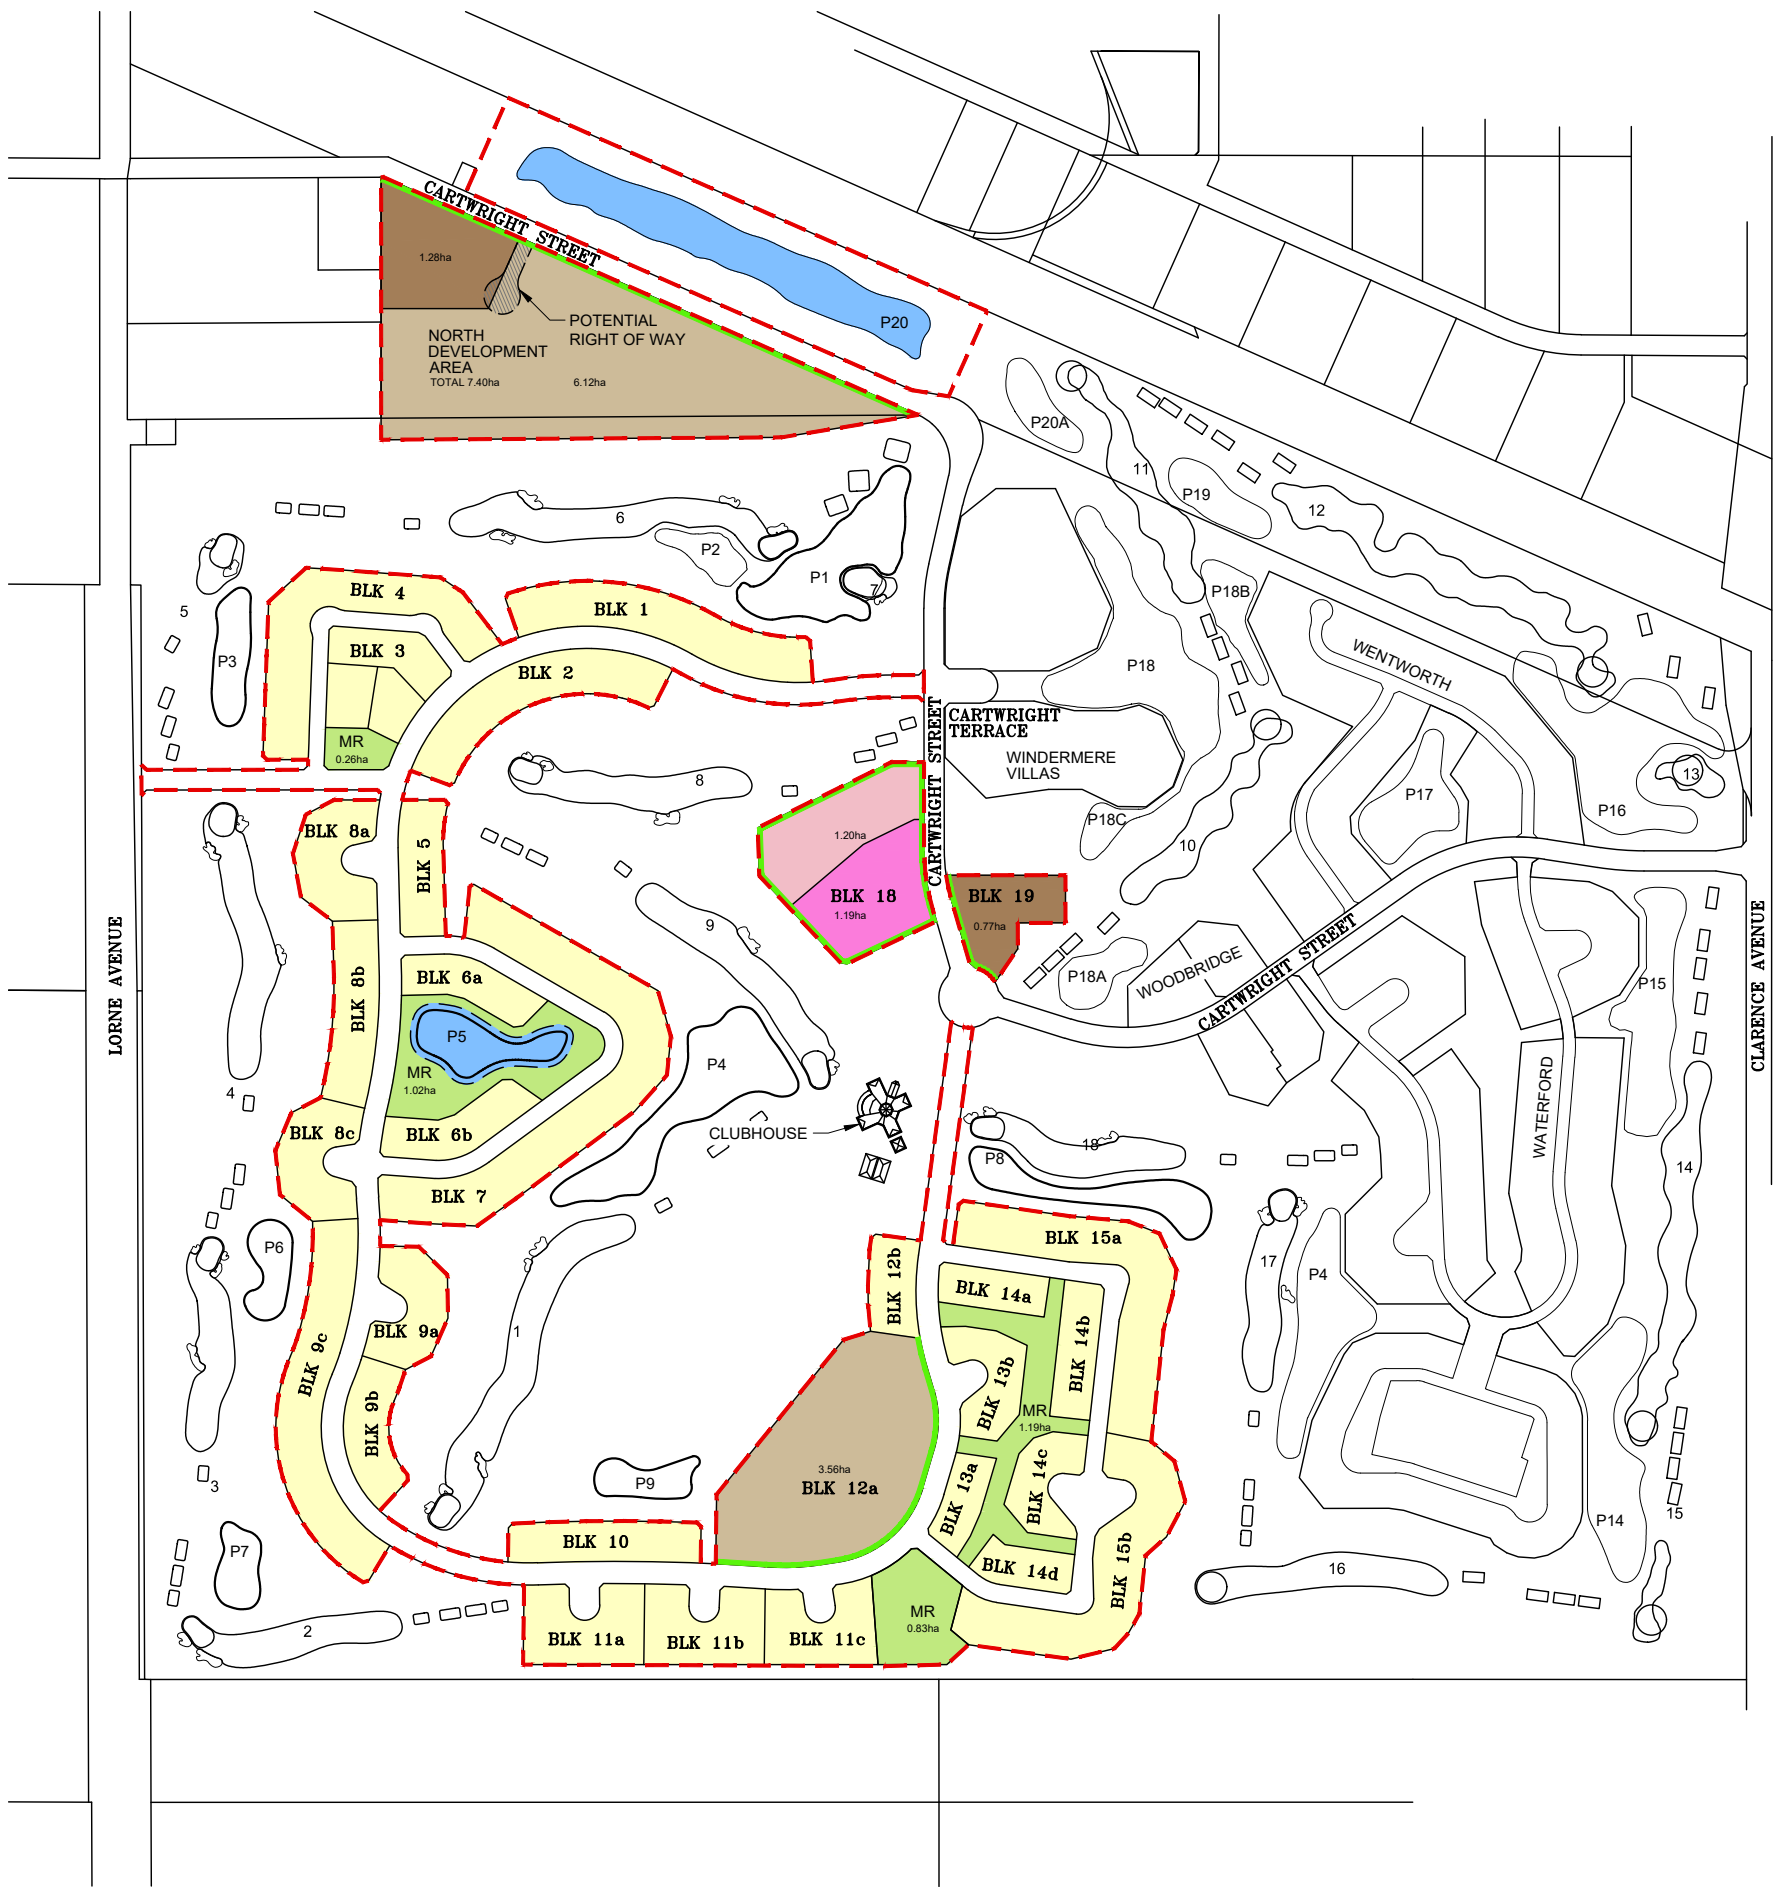 CARTWRIGHT STREET
1.28ha
P20
POTENTIAL
RIGHT OF WAY
NORTH
DEVELOPMENT
AREA
TOTAL 7.40ha
6.12ha
P20A
11
P19
12
6
P2
P1
7
5
BLK 4
BLK 1
P18B
BLK 3
P3
BLK 2
P18
WENTWORTH
CARTWRIGHT STREET
CARTWRIGHT
TERRACE
MR
0.26ha
WINDERMERE
VILLAS
8
13
P17
P16
P18C
BLK 8a
1.20ha
10
BLK 5
BLK 18
1.19ha
BLK 19
0.77ha
9
LORNE AVENUE
CLARENCE AVENUE
WOODBRIDGE
CARTWRIGHT STREET
BLK 6a
P18A
P15
BLK 8b
P5
MR
1.02ha
P4
4
BLK 8c
BLK 6b
CLUBHOUSE
18
P8
WATERFORD
14
BLK 7
P6
BLK 15a
BLK 12b
17
P4
BLK 14a
BLK 9a
1
BLK 14b
BLK 9c
BLK 13b
BLK 9b
MR
1.19ha
3.56ha
BLK 12a
3
P9
BLK 13a
BLK 14c
15
P14
P7
BLK 10
BLK 14d
BLK 15b
16
MR
0.83ha
2
BLK 11a
BLK 11b
BLK 11c